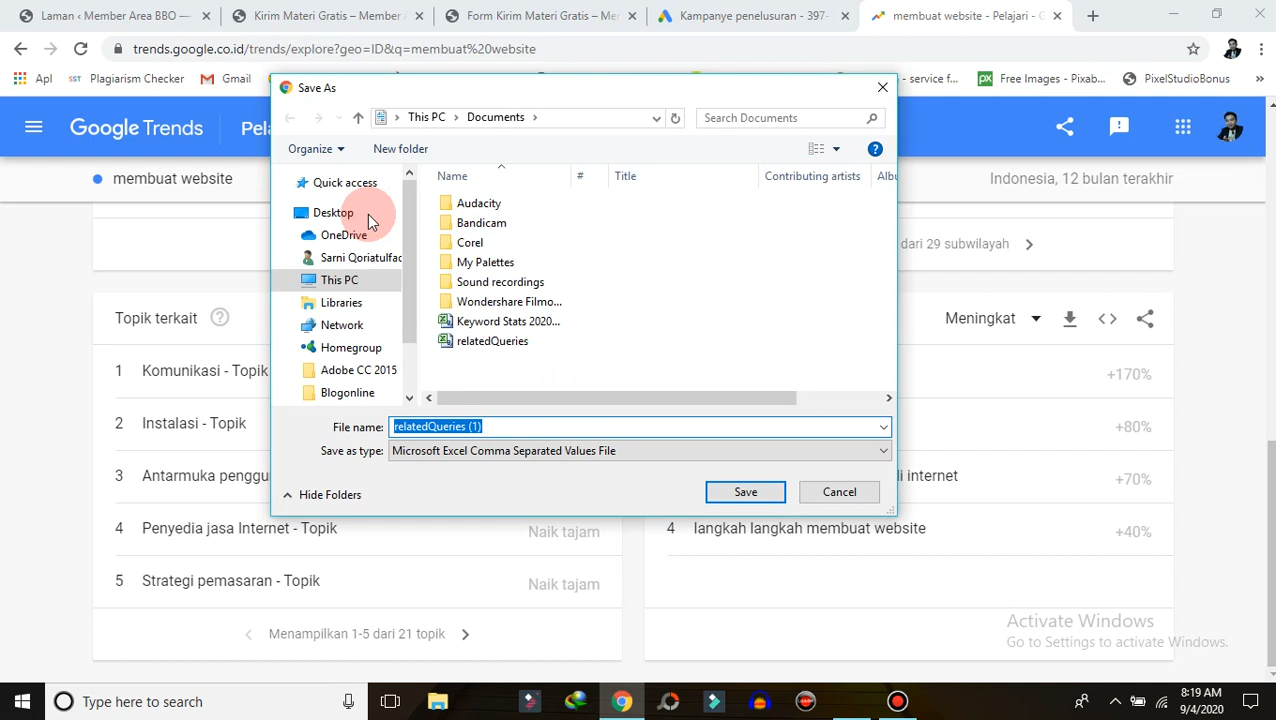 Laman ‹ Member Area BBO —
Kirim Materi Gratis – Member A
Form Kirim Materi Gratis – Me
Kampanye penelusuran - 397-
membuat website - Pelajari - G
trends.google.co.id/trends/explore?geo=ID&q=membuat%20website
Apl
SST
Plagiarism Checker
Gmail
- service f...
px
Free Images - Pixab...
PixelStudioBonus
»
Save As
This PC
Documents
Search Documents
Google Trends
Pela
Organize
New folder
membuat website
Indonesia, 12 bulan terakhir
Quick access
Desktop
OneDrive
Sarni Qoriatulfac
This PC
Libraries
Network
Homegroup
Adobe CC 2015
Blogonline
Name
#
Title
Contributing artists
Albu
Audacity
Bandicam
Corel
My Palettes
Sound recordings
Wondershare Filmo...
Keyword Stats 2020...
relatedQueries
File name:
relatedQueries (1)
Save as type:
Microsoft Excel Comma Separated Values File
Hide Folders
Save
Cancel
dari 29 subwilayah
Topik terkait
Meningkat
1 Komunikasi - Topik
+170%
2 Instalasi - Topik
+80%
3 Antarmuka penggu
di internet
+70%
4 Penyedia jasa Internet - Topik
Naik tajam
4 langkah langkah membuat website
+40%
5 Strategi pemasaran - Topik
Naik tajam
Menampilkan 1-5 dari 21 topik
Activate Windows
Go to Settings to activate Windows.
Type here to search
8:19 AM
9/4/2020